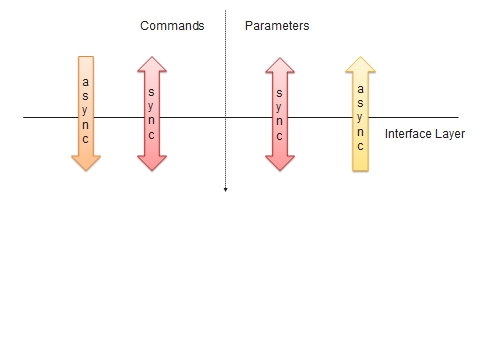 Commands
Parameters
async
sync
sync
async
Interface Layer